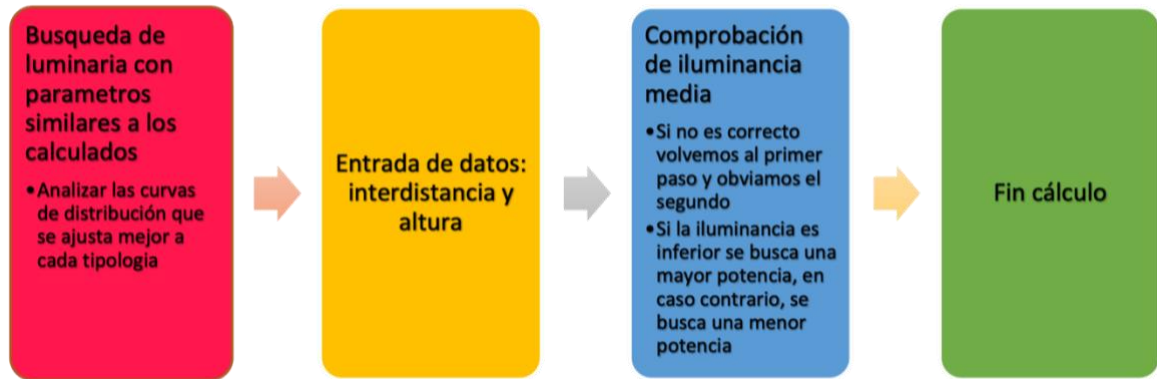 Busqueda de
luminaria con
parametros
similares a los
calculados
•Analizar las curvas
de distribución que
se ajusta mejor a
cada tipologia
Entrada de datos:
interdistancia y
altura
Comprobación
de iluminancia
media
•Si no es correcto
volvemos al primer
paso y obviamos el
segundo
•Si la iluminancia es
inferior se busca una
mayor potencia, en
caso contrario, se
busca una menor
potencia
Fin cálculo